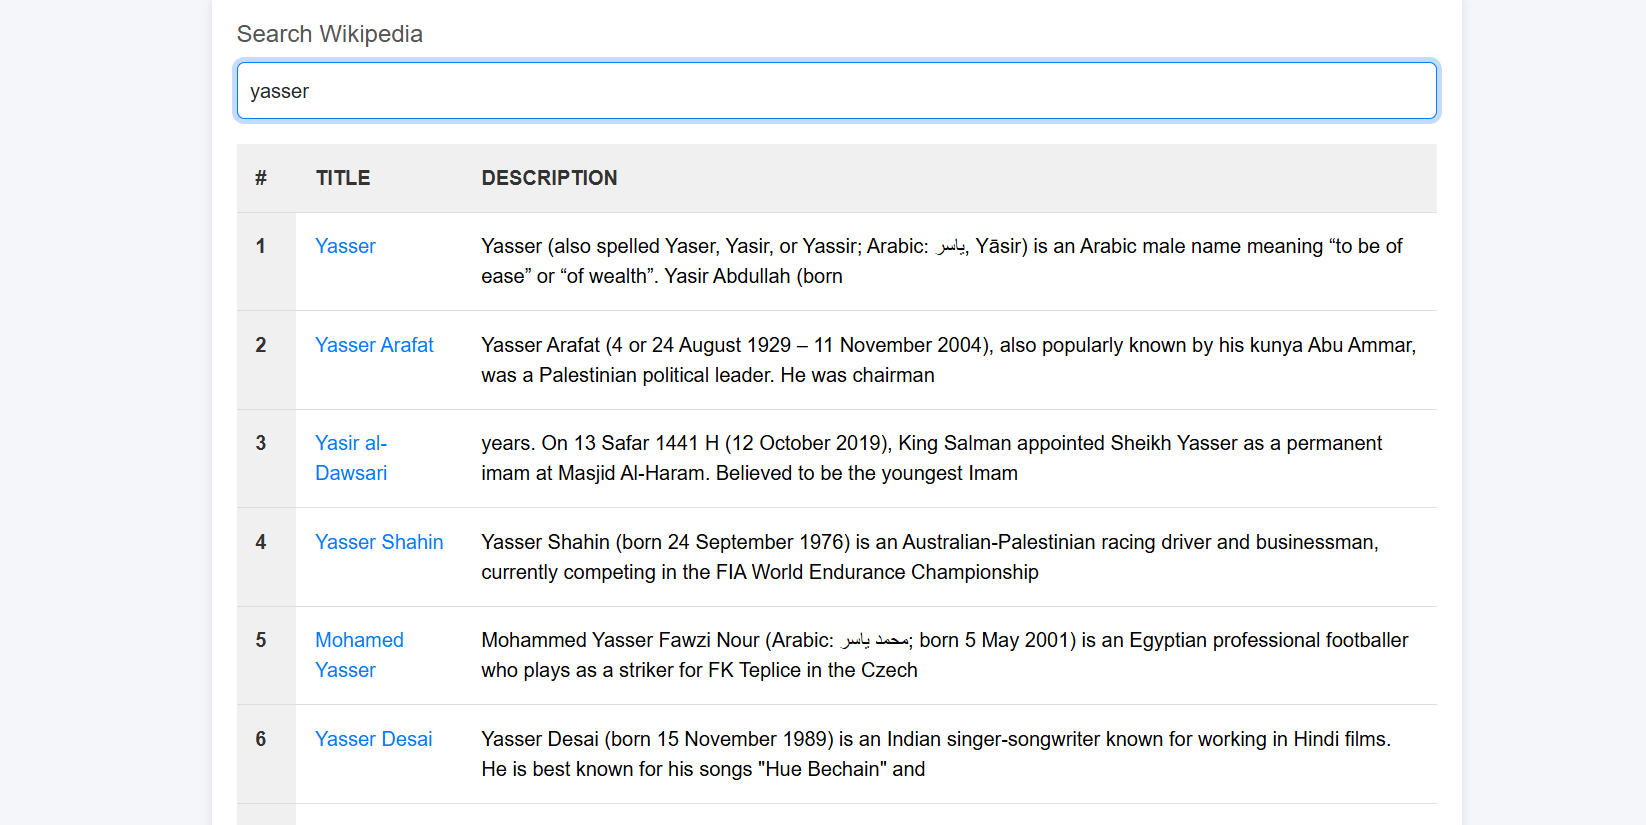 Search Wikipedia
yasser
# TITLE DESCRIPTION
1 Yasser Yasser (also spelled Yaser, Yasir, or Yassir; Arabic: ياسر, Yāsir) is an Arabic male name meaning “to be of
ease” or “of wealth”. Yasir Abdullah (born
2 Yasser Arafat Yasser Arafat (4 or 24 August 1929 – 11 November 2004), also popularly known by his kunya Abu Ammar,
was a Palestinian political leader. He was chairman
3 Yasir al- years. On 13 Safar 1441 H (12 October 2019), King Salman appointed Sheikh Yasser as a permanent
Dawsari imam at Masjid Al-Haram. Believed to be the youngest Imam
4 Yasser Shahin Yasser Shahin (born 24 September 1976) is an Australian-Palestinian racing driver and businessman,
currently competing in the FIA World Endurance Championship
5 Mohamed Mohammed Yasser Fawzi Nour (Arabic: محمد ياسر; born 5 May 2001) is an Egyptian professional footballer
Yasser who plays as a striker for FK Teplice in the Czech
6 Yasser Desai Yasser Desai (born 15 November 1989) is an Indian singer-songwriter known for working in Hindi films.
He is best known for his songs "Hue Bechain" and